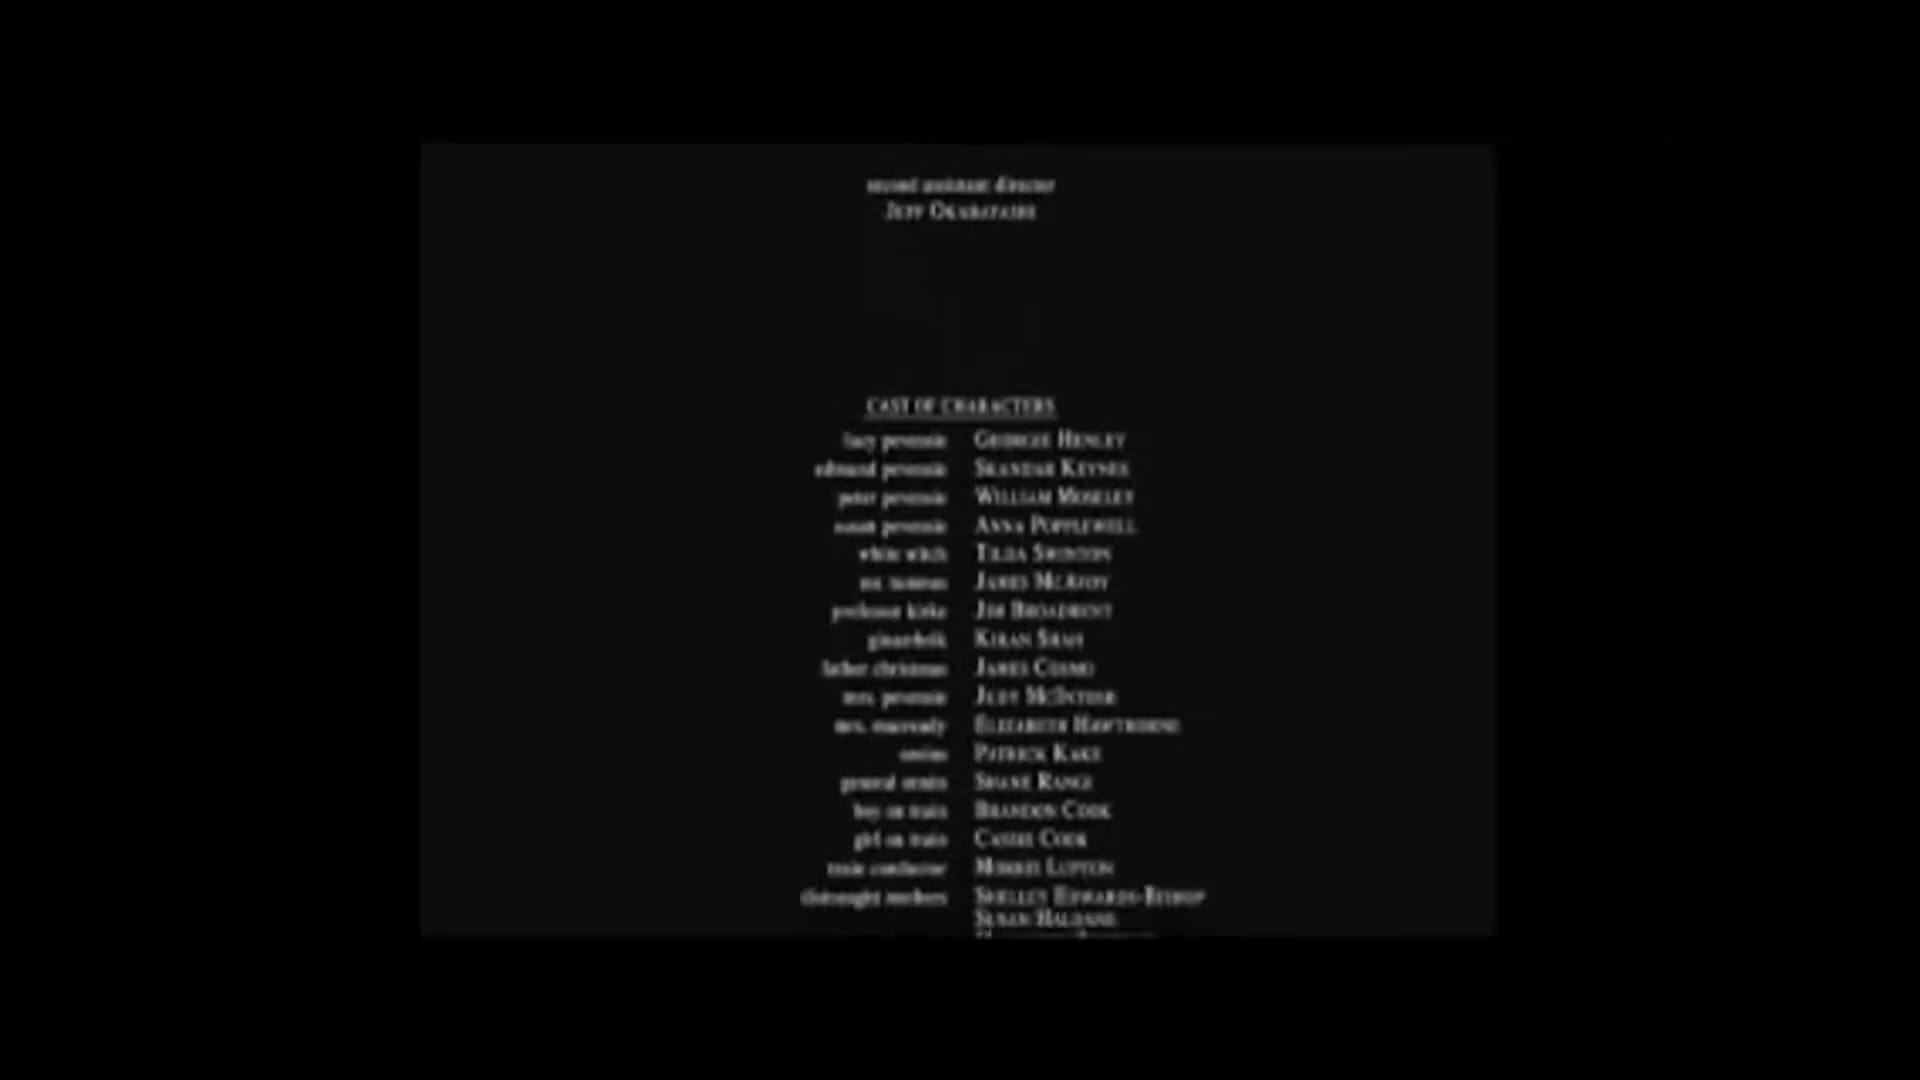 second assistant director
JEFF OKABAYASHI
CAST OF CHARACTERS
lucy pevensie GEORGIE HENLEY
edmund pevensie SKANDAR KEYNES
peter pevensie WILLIAM MOSELEY
susan pevensie ANNA POPPLEWELL
white witch TILDA SWINTON
mr. tumnus JAMES MCAVOY
professor kirke JIM BROADBENT
ginarrbrik KIRAN SHAH
father christmas JAMES COSMO
mrs. pevensie JUDY MCINTOSH
mrs. macready ELIZABETH HAWTHORNE
oreius PATRICK KAKE
general otmin SHANE RANGI
boy on train BRANDON COOK
girl on train CASSIE COOK
train conductor MORRIS LUPTON
distraught mothers SHELLEY EDWARDS-BISHOP
SUSAN HALDANE